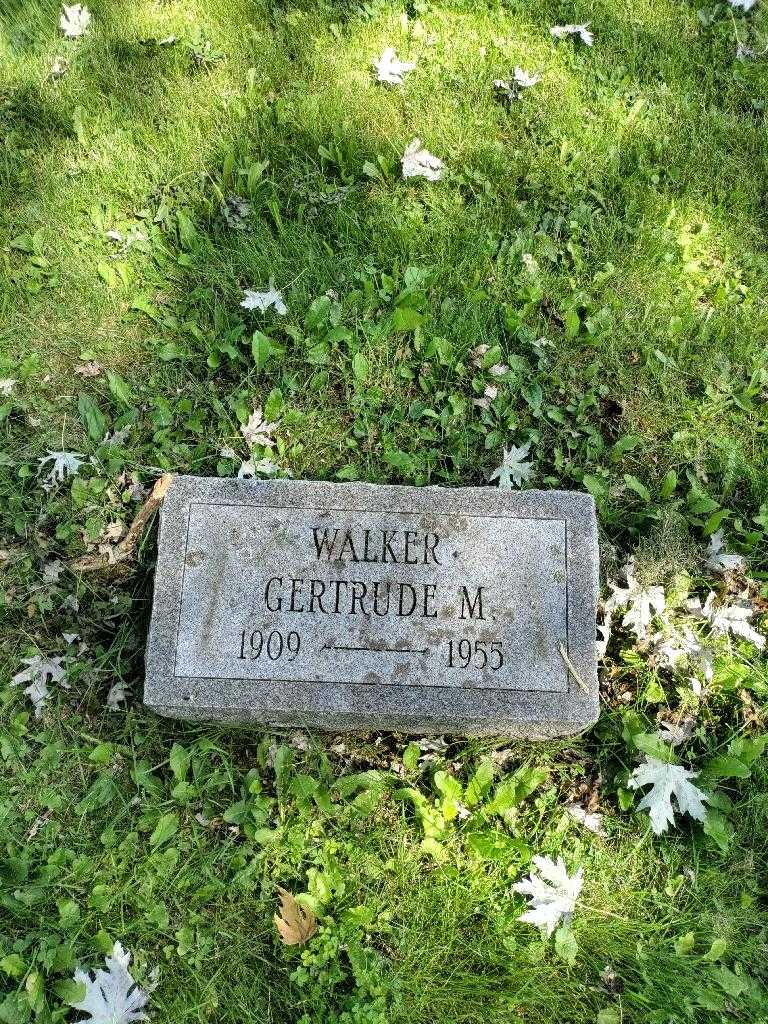 WALKER
GERTRUDE M.
1909 — 1955